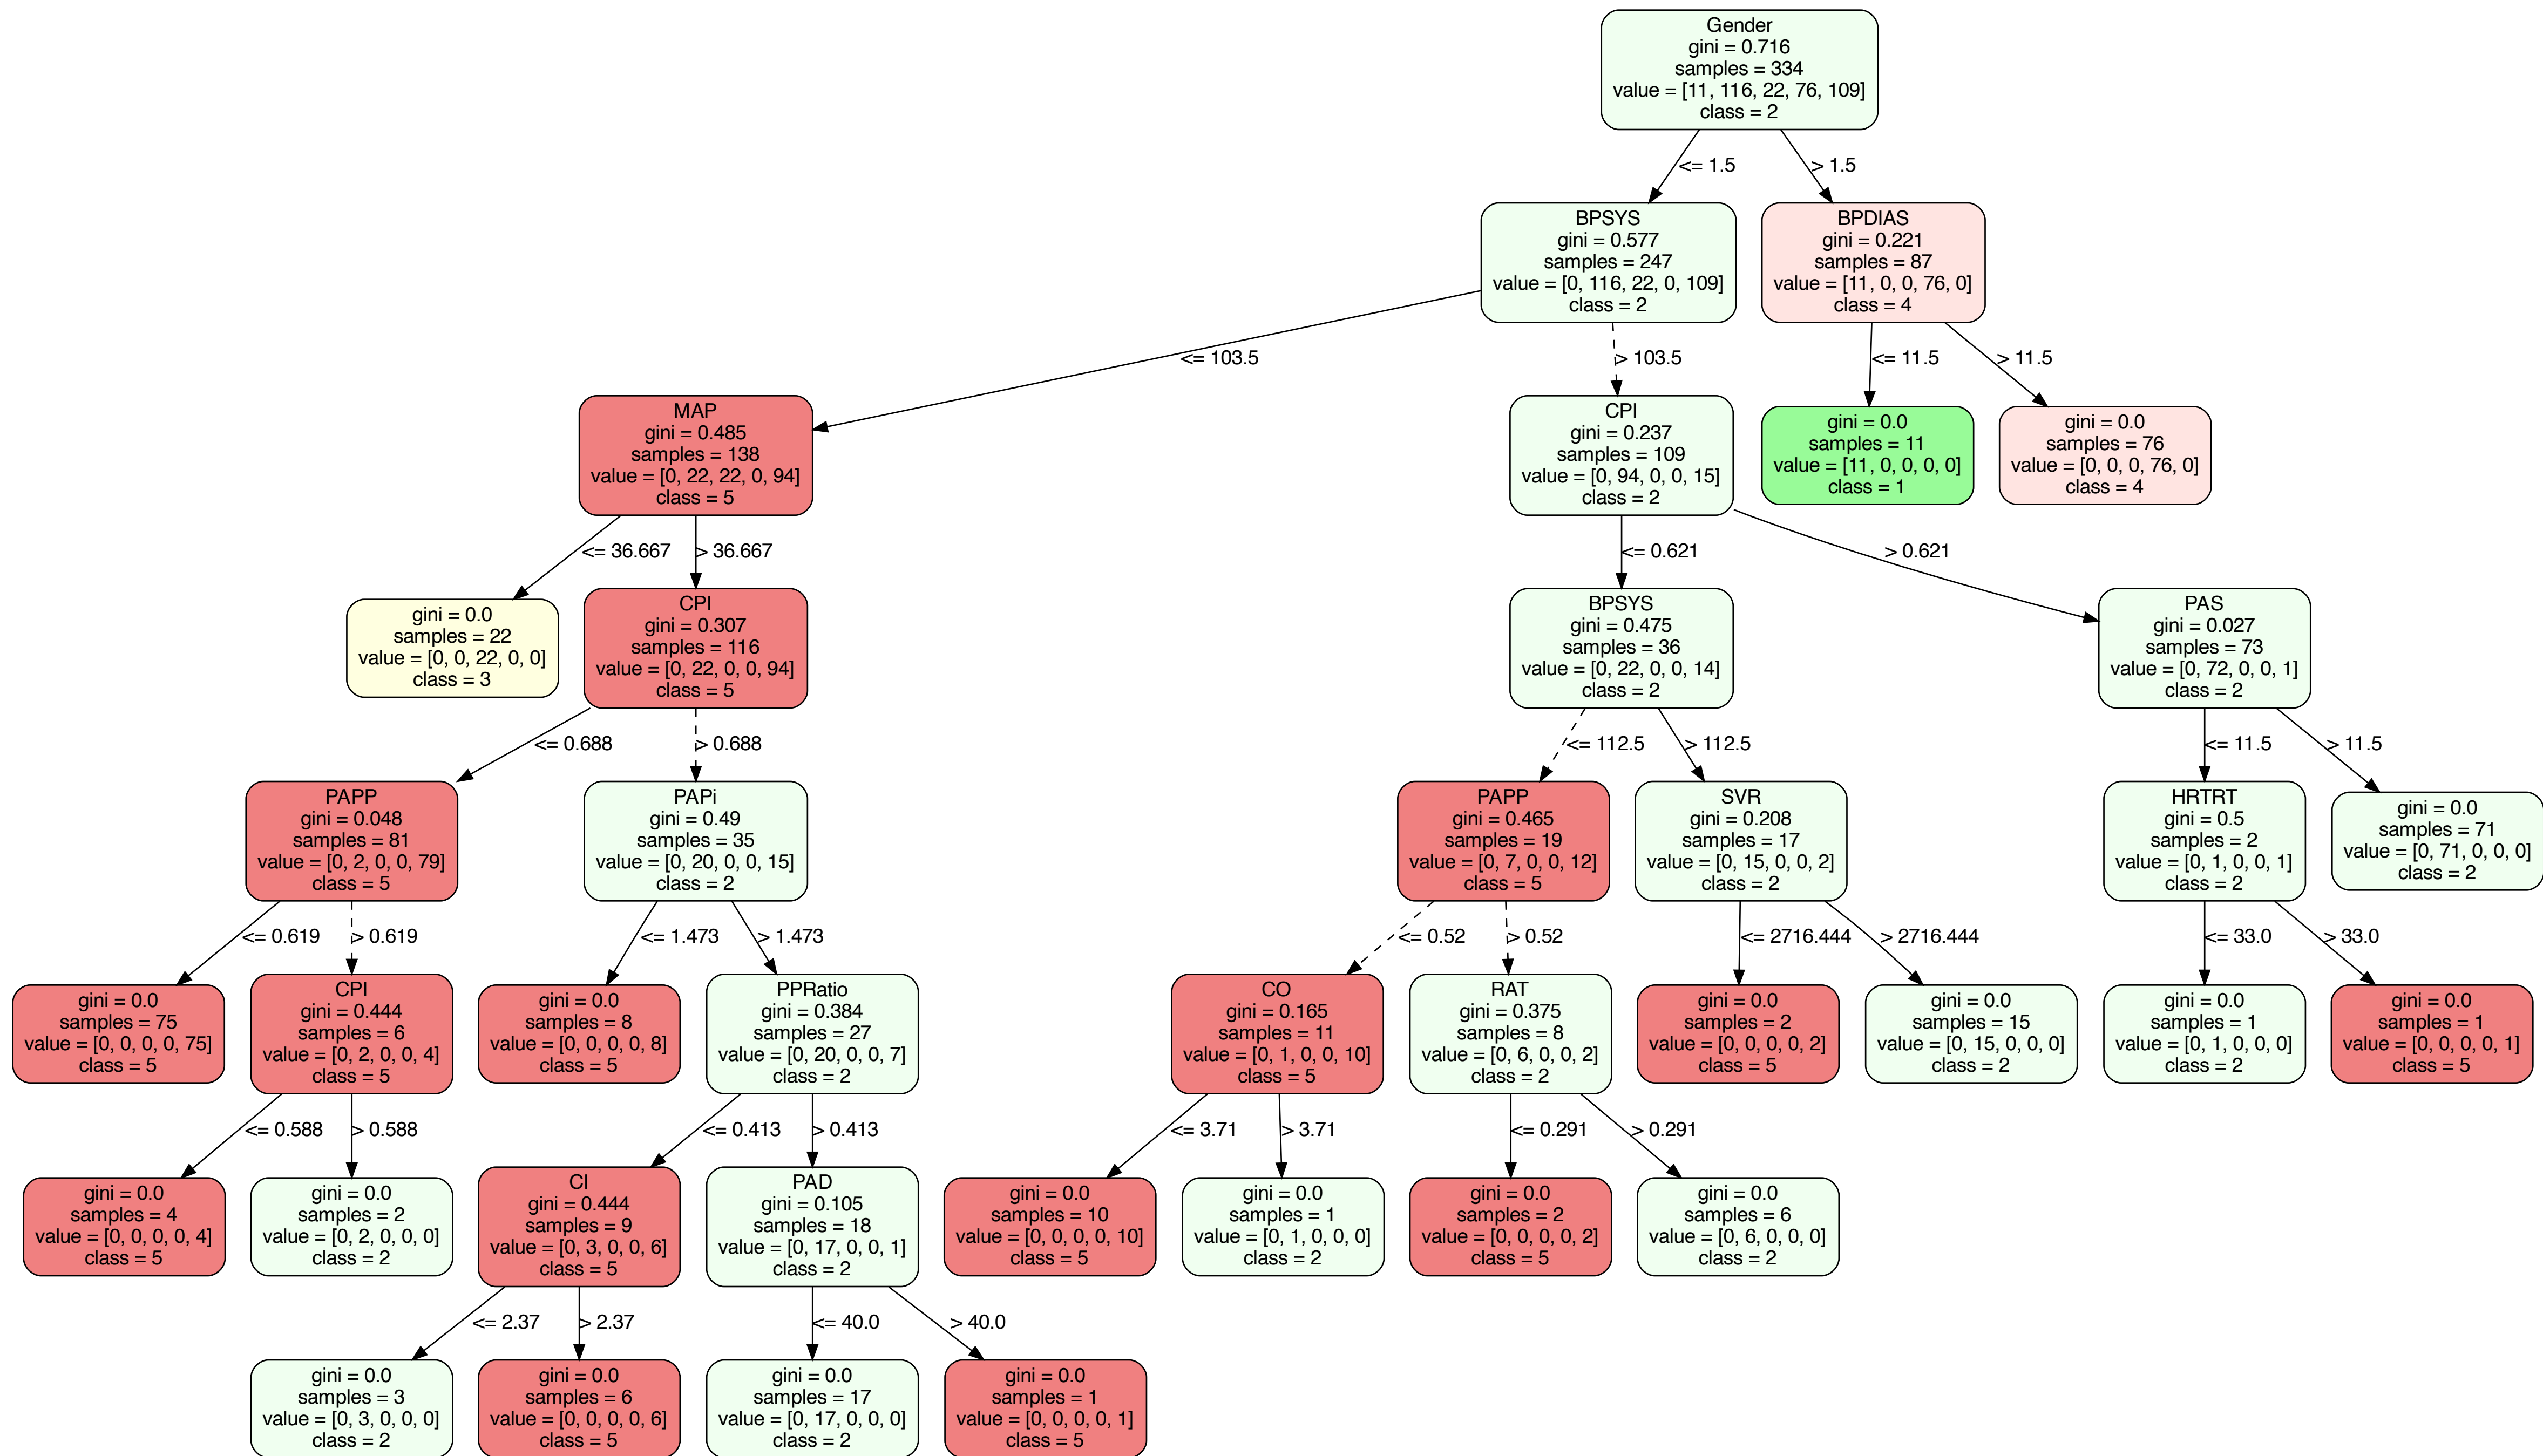 Gender
gini = 0.716
samples = 334
value = [11, 116, 22, 76, 109]
class = 2
<= 1.5
> 1.5
BPSYS
gini = 0.577
samples = 247
value = [0, 116, 22, 0, 109]
class = 2
BPDIAS
gini = 0.221
samples = 87
value = [11, 0, 0, 76, 0]
class = 4
<= 103.5
> 103.5
<= 11.5
> 11.5
MAP
gini = 0.485
samples = 138
value = [0, 22, 22, 0, 94]
class = 5
CPI
gini = 0.237
samples = 109
value = [0, 94, 0, 0, 15]
class = 2
gini = 0.0
samples = 11
value = [11, 0, 0, 0, 0]
class = 1
gini = 0.0
samples = 76
value = [0, 0, 0, 76, 0]
class = 4
<= 36.667
> 36.667
<= 0.621
> 0.621
gini = 0.0
samples = 22
value = [0, 0, 22, 0, 0]
class = 3
CPI
gini = 0.307
samples = 116
value = [0, 22, 0, 0, 94]
class = 5
BPSYS
gini = 0.475
samples = 36
value = [0, 22, 0, 0, 14]
class = 2
PAS
gini = 0.027
samples = 73
value = [0, 72, 0, 0, 1]
class = 2
<= 0.688
> 0.688
<= 112.5
> 112.5
<= 11.5
> 11.5
PAPP
gini = 0.048
samples = 81
value = [0, 2, 0, 0, 79]
class = 5
PAPi
gini = 0.49
samples = 35
value = [0, 20, 0, 0, 15]
class = 2
PAPP
gini = 0.465
samples = 19
value = [0, 7, 0, 0, 12]
class = 5
SVR
gini = 0.208
samples = 17
value = [0, 15, 0, 0, 2]
class = 2
HRTRT
gini = 0.5
samples = 2
value = [0, 1, 0, 0, 1]
class = 2
gini = 0.0
samples = 71
value = [0, 71, 0, 0, 0]
class = 2
<= 0.619
> 0.619
<= 1.473
> 1.473
<= 0.52
> 0.52
<= 2716.444
> 2716.444
<= 33.0
> 33.0
gini = 0.0
samples = 75
value = [0, 0, 0, 0, 75]
class = 5
CPI
gini = 0.444
samples = 6
value = [0, 2, 0, 0, 4]
class = 5
gini = 0.0
samples = 8
value = [0, 0, 0, 0, 8]
class = 5
PPRatio
gini = 0.384
samples = 27
value = [0, 20, 0, 0, 7]
class = 2
CO
gini = 0.165
samples = 11
value = [0, 1, 0, 0, 10]
class = 5
RAT
gini = 0.375
samples = 8
value = [0, 6, 0, 0, 2]
class = 2
gini = 0.0
samples = 2
value = [0, 0, 0, 0, 2]
class = 5
gini = 0.0
samples = 15
value = [0, 15, 0, 0, 0]
class = 2
gini = 0.0
samples = 1
value = [0, 1, 0, 0, 0]
class = 2
gini = 0.0
samples = 1
value = [0, 0, 0, 0, 1]
class = 5
<= 0.588
> 0.588
<= 0.413
> 0.413
<= 3.71
> 3.71
<= 0.291
> 0.291
gini = 0.0
samples = 4
value = [0, 0, 0, 0, 4]
class = 5
gini = 0.0
samples = 2
value = [0, 2, 0, 0, 0]
class = 2
CI
gini = 0.444
samples = 9
value = [0, 3, 0, 0, 6]
class = 5
PAD
gini = 0.105
samples = 18
value = [0, 17, 0, 0, 1]
class = 2
gini = 0.0
samples = 10
value = [0, 0, 0, 0, 10]
class = 5
gini = 0.0
samples = 1
value = [0, 1, 0, 0, 0]
class = 2
gini = 0.0
samples = 2
value = [0, 0, 0, 0, 2]
class = 5
gini = 0.0
samples = 6
value = [0, 6, 0, 0, 0]
class = 2
<= 2.37
> 2.37
<= 40.0
> 40.0
gini = 0.0
samples = 3
value = [0, 3, 0, 0, 0]
class = 2
gini = 0.0
samples = 6
value = [0, 0, 0, 0, 6]
class = 5
gini = 0.0
samples = 17
value = [0, 17, 0, 0, 0]
class = 2
gini = 0.0
samples = 1
value = [0, 0, 0, 0, 1]
class = 5